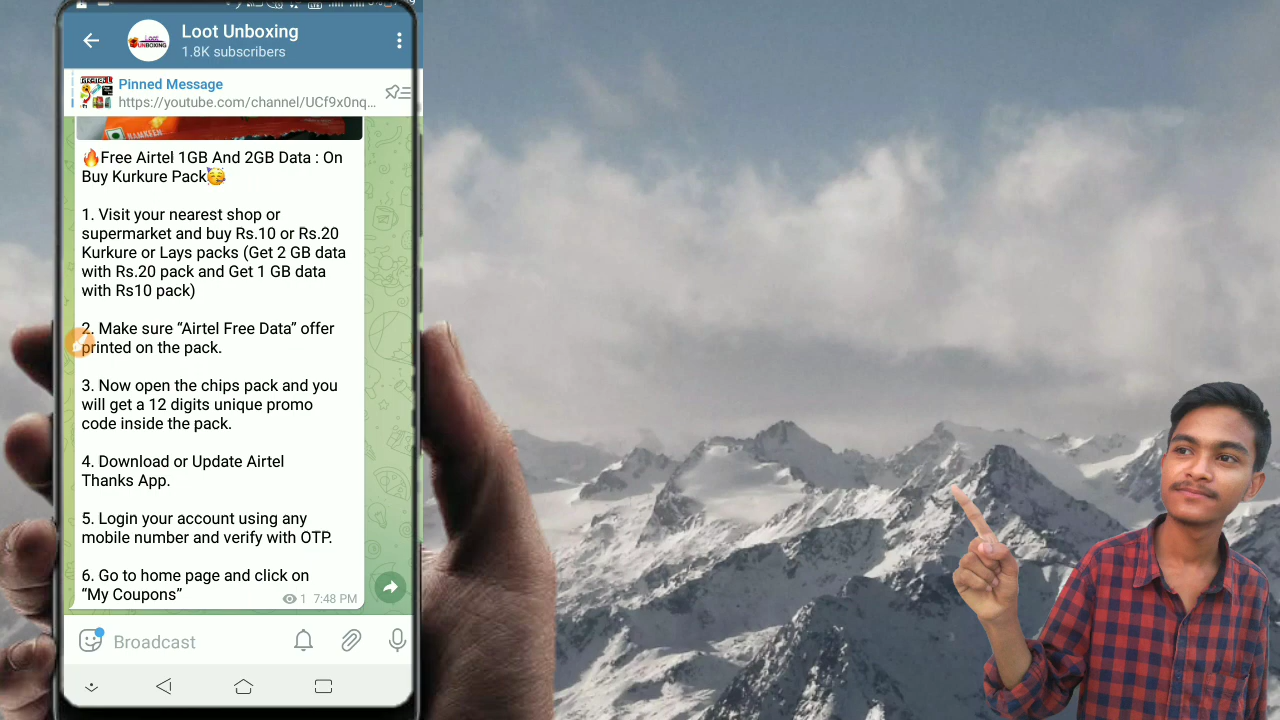 Loot Unboxing
1.8K subscribers
Pinned Message
https://youtube.com/channel/UCf9x0nq...
🔥Free Airtel 1GB And 2GB Data : On
Buy Kurkure Pack🥳
1. Visit your nearest shop or
supermarket and buy Rs.10 or Rs.20
Kurkure or Lays packs (Get 2 GB data
with Rs.20 pack and Get 1 GB data
with Rs10 pack)
2. Make sure “Airtel Free Data” offer
printed on the pack.
3. Now open the chips pack and you
will get a 12 digits unique promo
code inside the pack.
4. Download or Update Airtel
Thanks App.
5. Login your account using any
mobile number and verify with OTP.
6. Go to home page and click on
“My Coupons”
1 7:48 PM
Broadcast